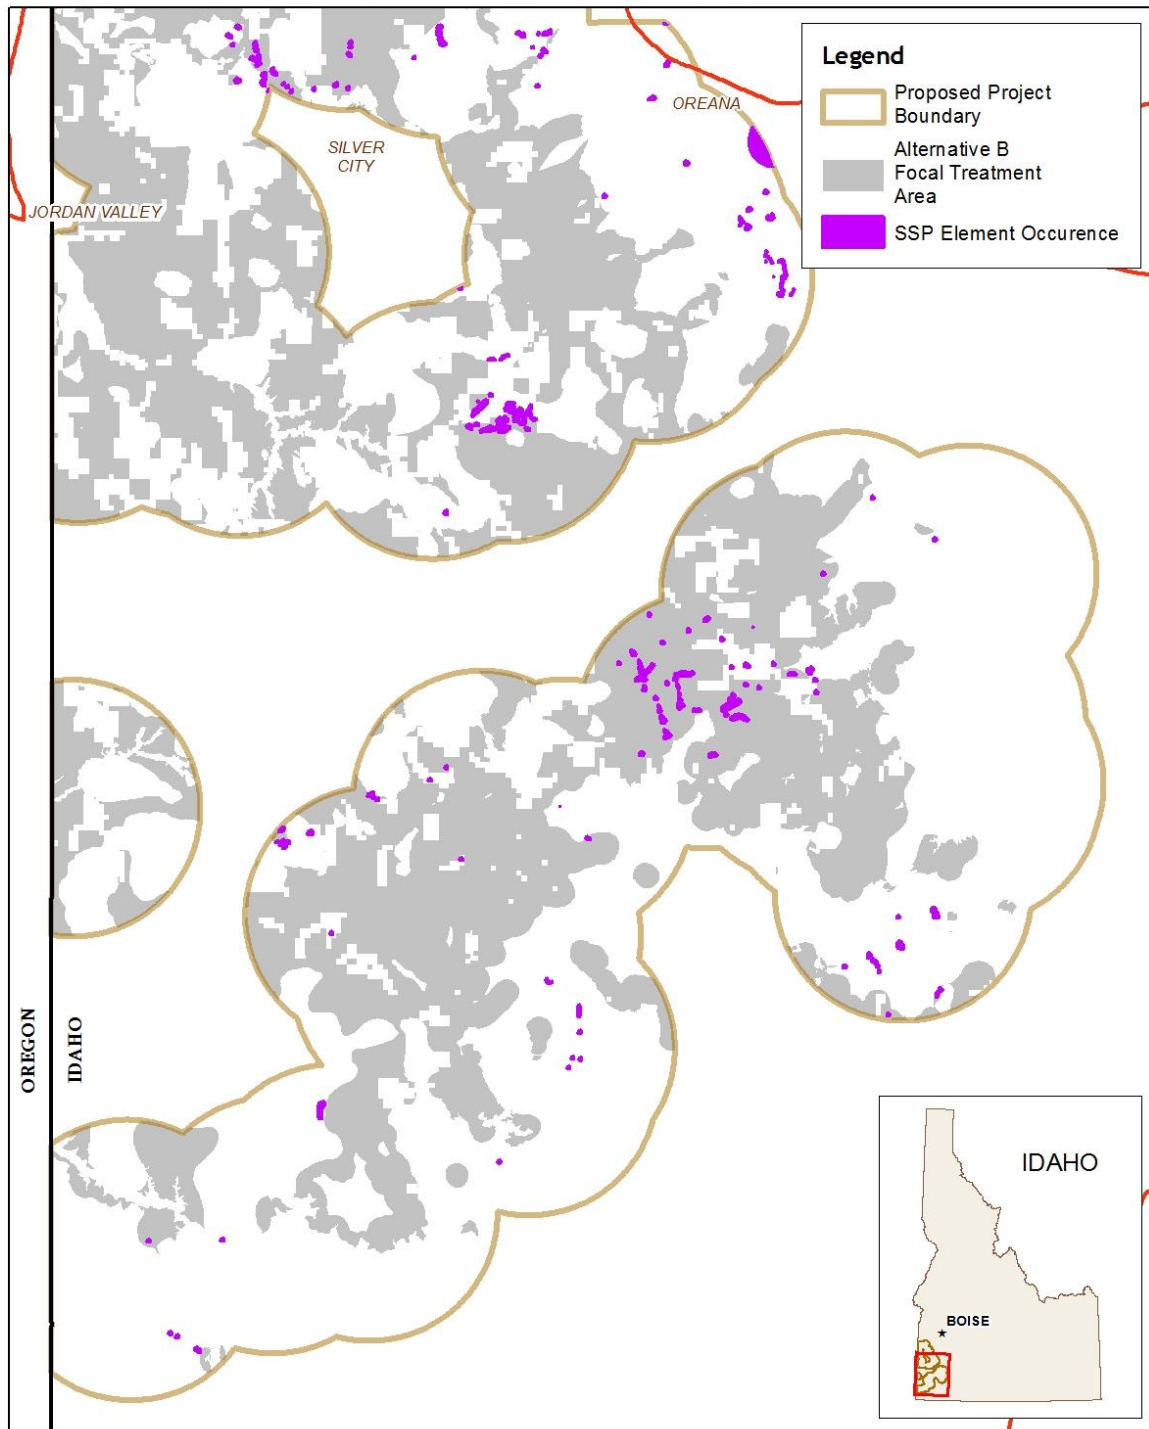 Legend
Proposed Project
Boundary
Alternative B
Focal Treatment
Area
SSP Element Occurence
OREANA
SILVER
CITY
JORDAN VALLEY
OREGON
IDAHO
IDAHO
BOISE